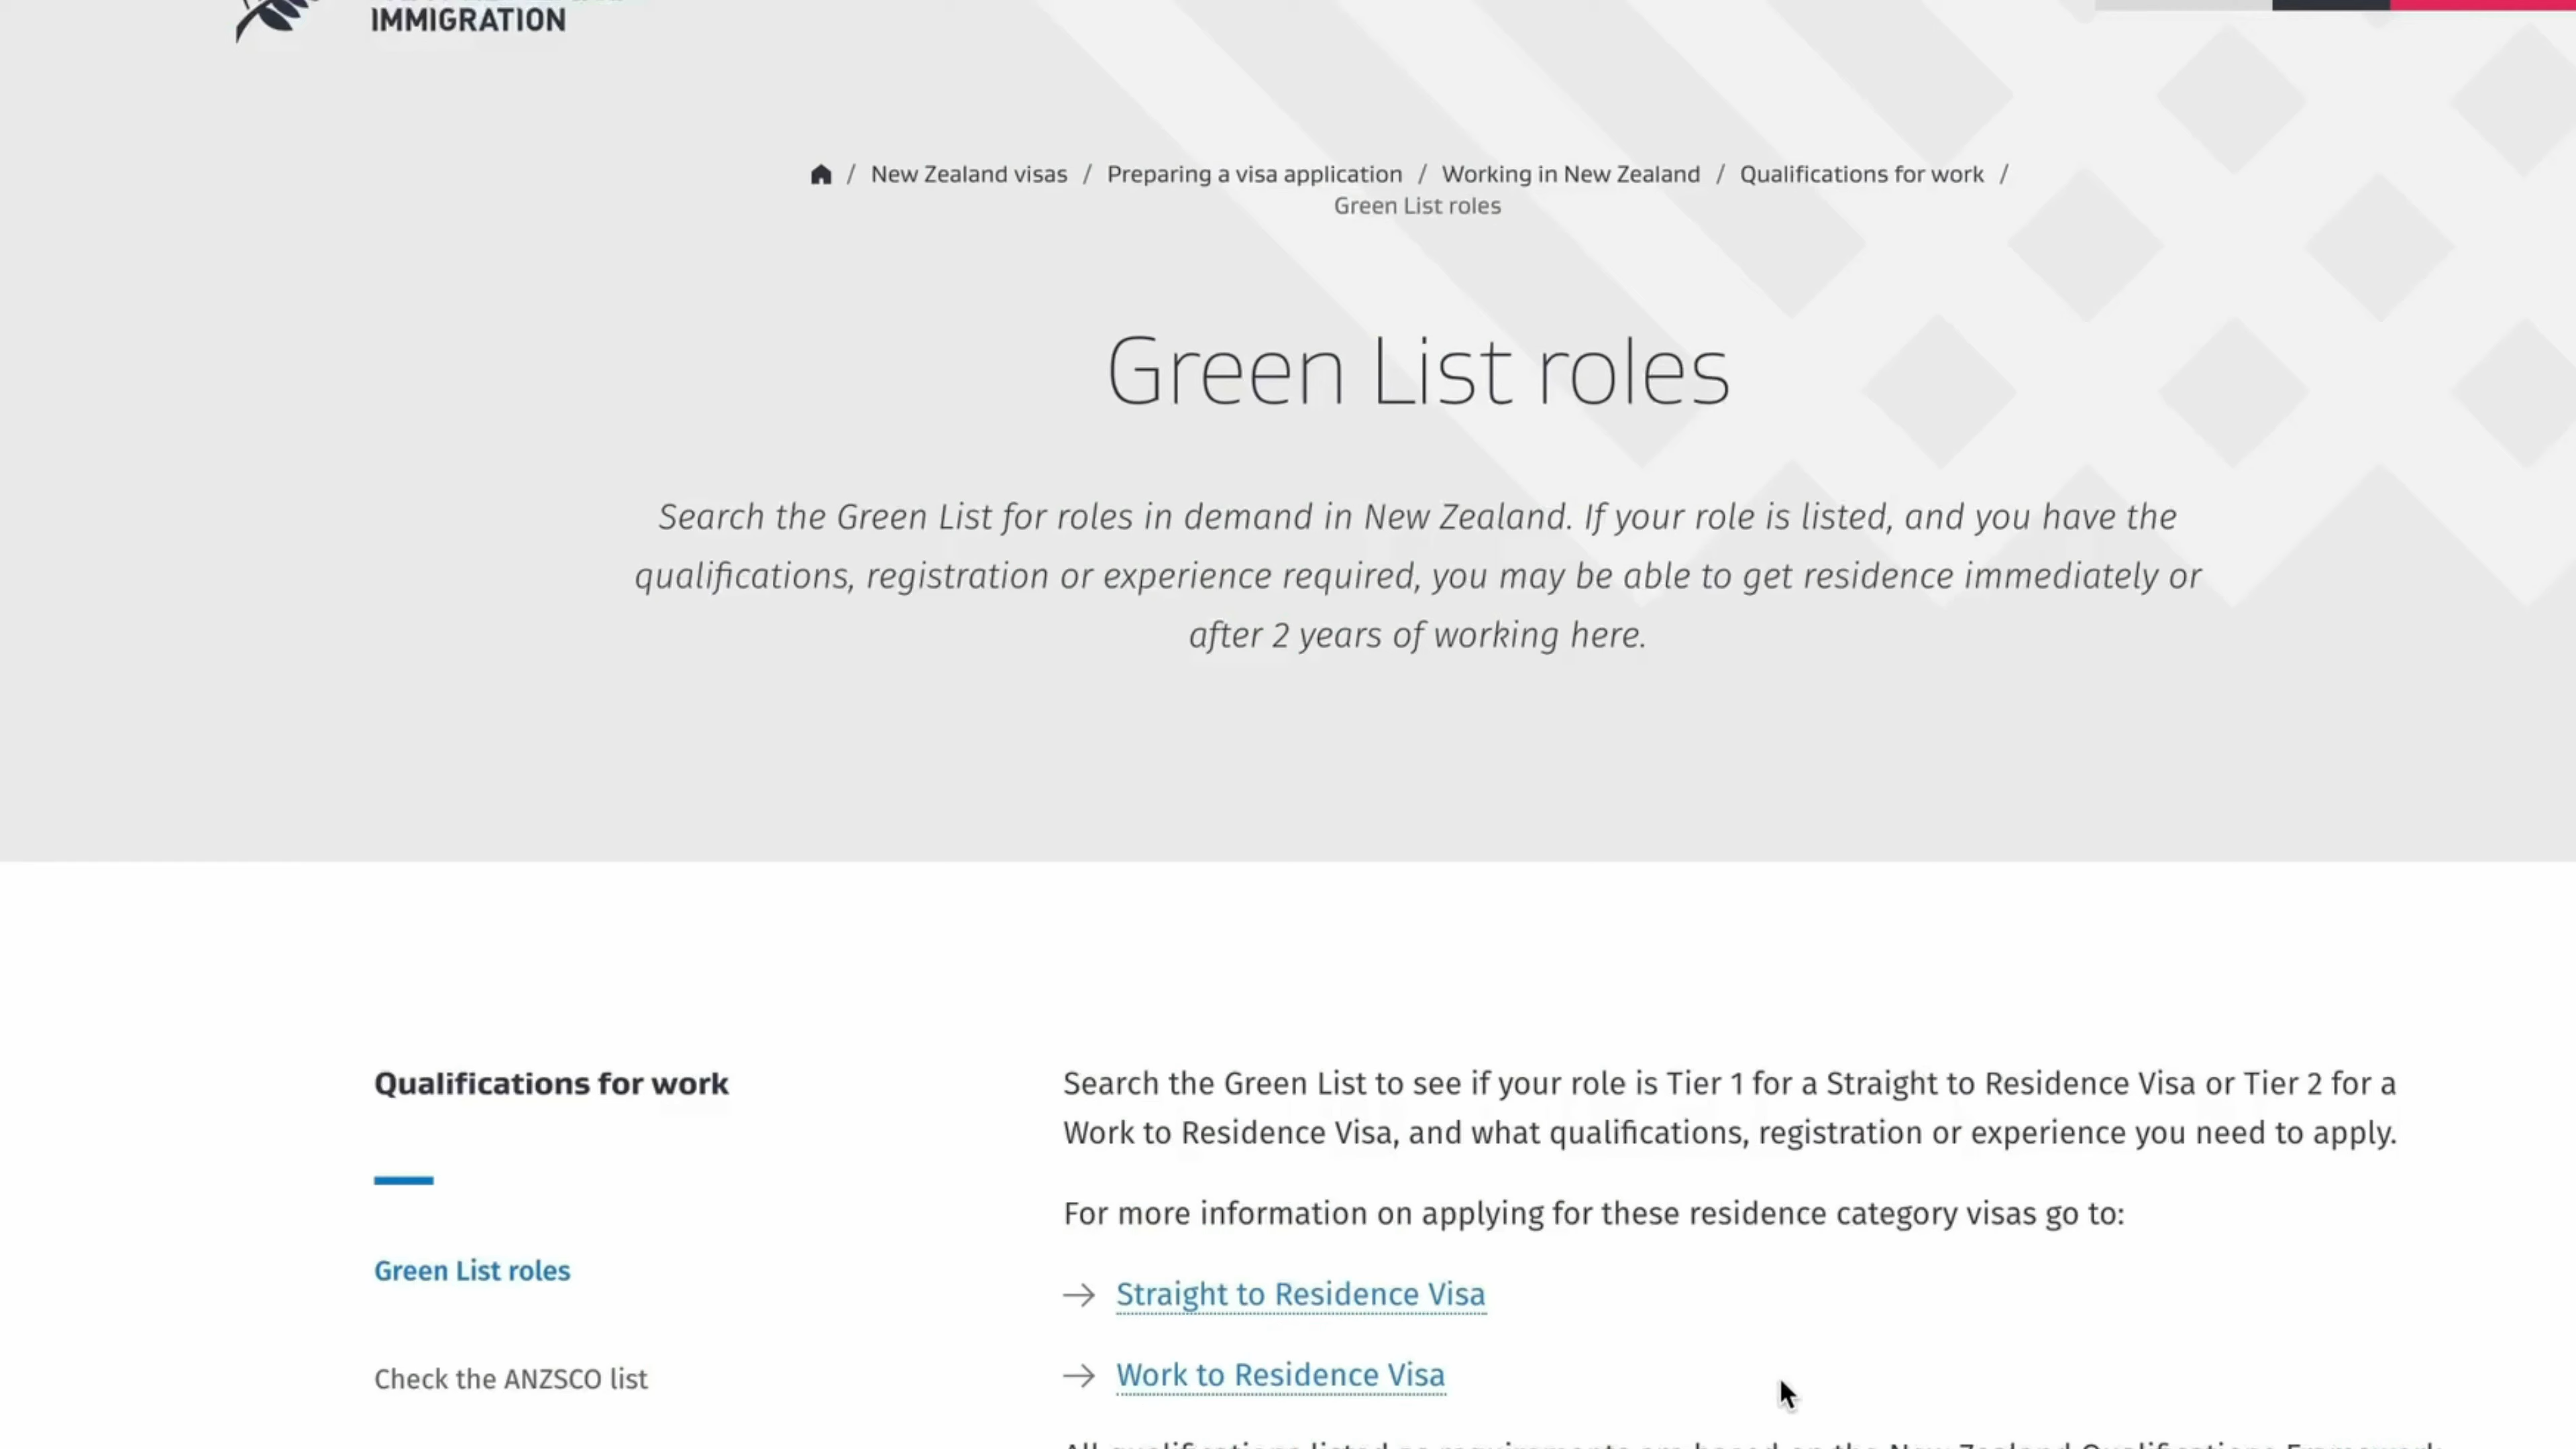 IMMIGRATION
/ New Zealand visas / Preparing a visa application / Working in New Zealand / Qualifications for work /
Green List roles
Green List roles
Search the Green List for roles in demand in New Zealand. If your role is listed, and you have the
qualifications, registration or experience required, you may be able to get residence immediately or
after 2 years of working here.
Qualifications for work
Green List roles
Check the ANZSCO list
Search the Green List to see if your role is Tier 1 for a Straight to Residence Visa or Tier 2 for a
Work to Residence Visa, and what qualifications, registration or experience you need to apply.
For more information on applying for these residence category visas go to:
→ Straight to Residence Visa
→ Work to Residence Visa